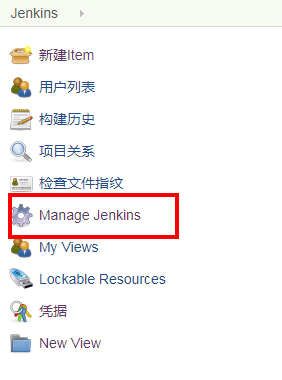 Jenkins
新建Item
用户列表
构建历史
项目关系
检查文件指纹
Manage Jenkins
My Views
Lockable Resources
凭据
New View